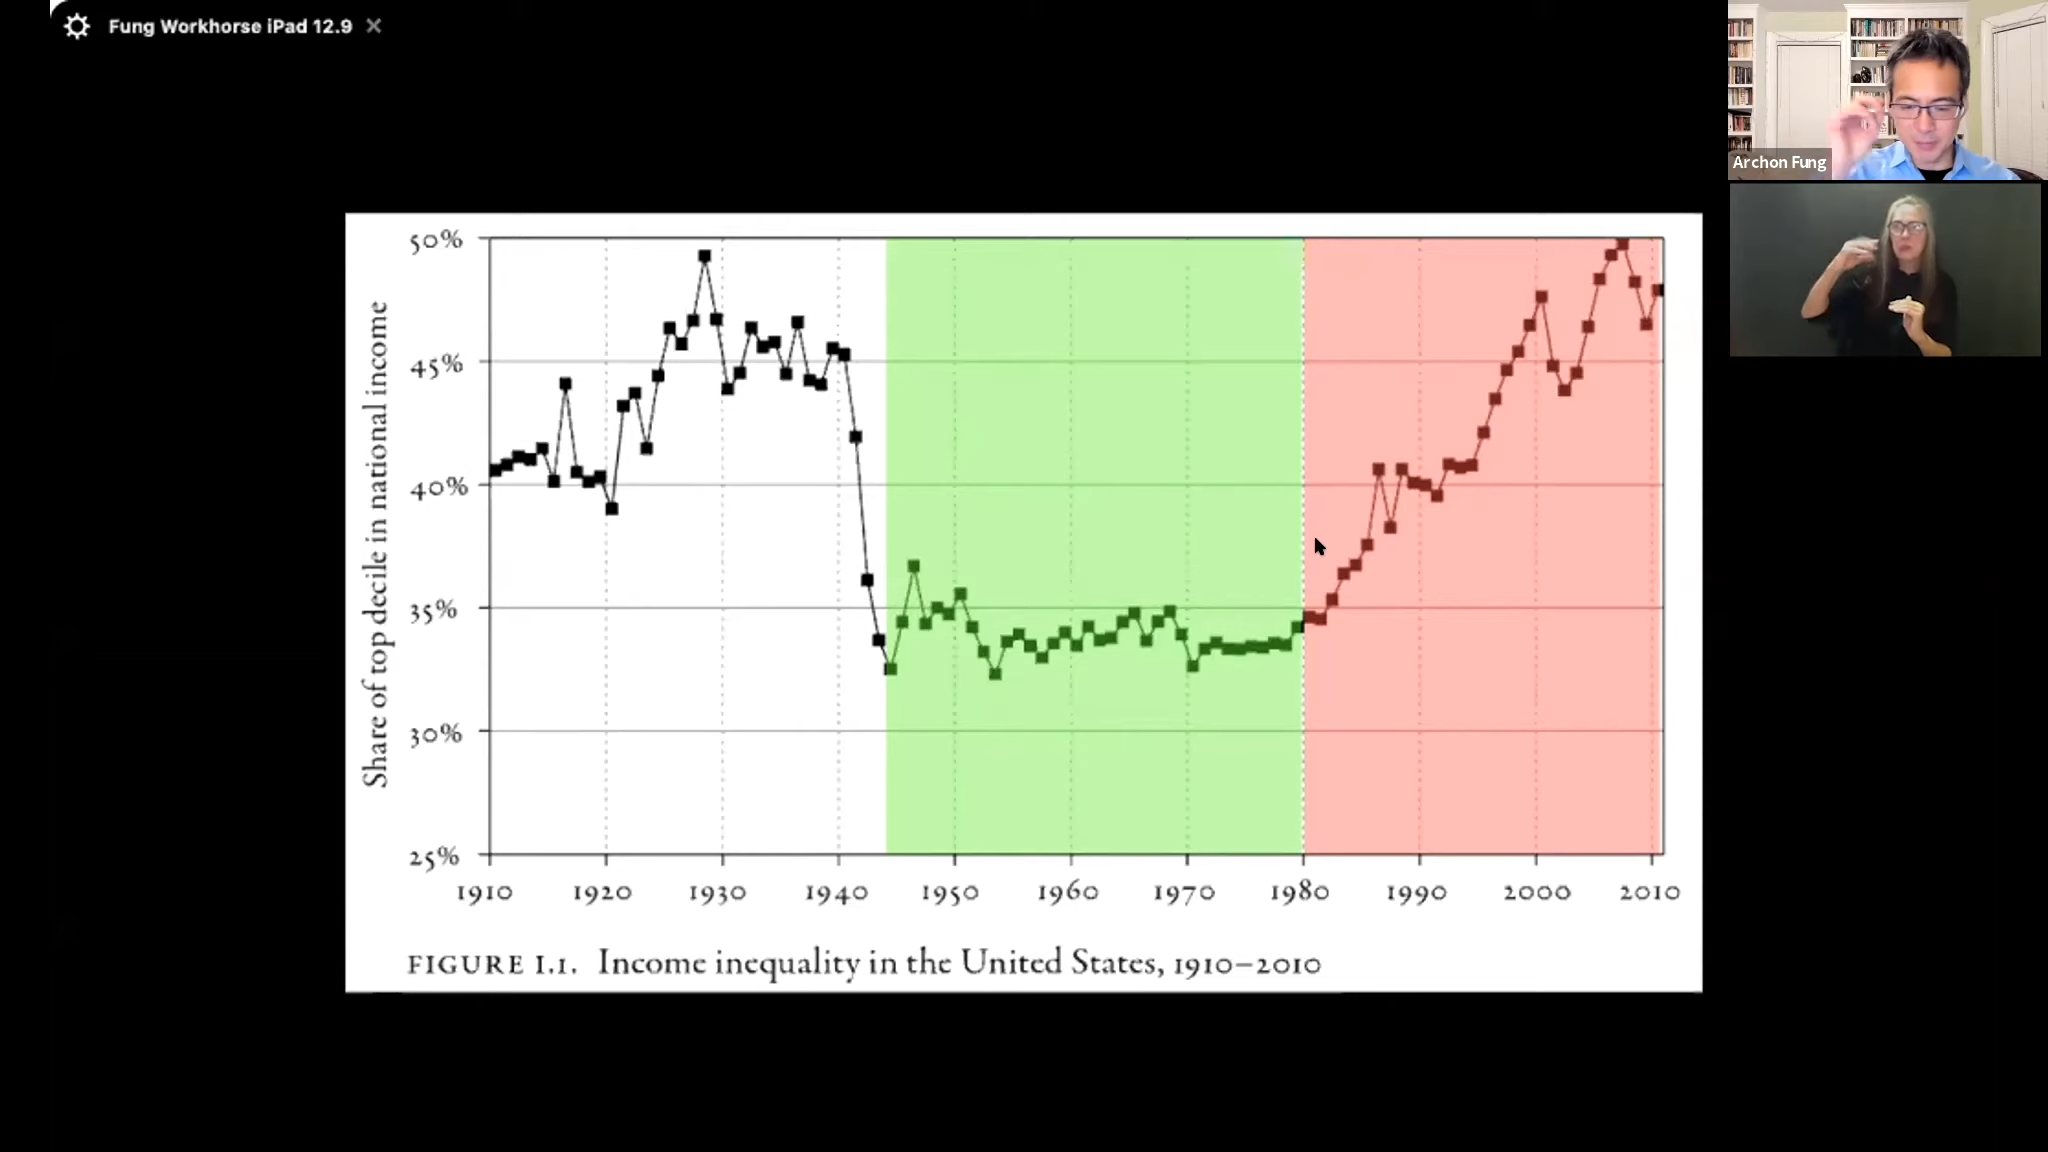 Fung Workhorse iPad 12.9
Archon Fung
50%
45%
40%
35%
30%
25%
Share of top decile in national income
1910 1920 1930 1940 1950 1960 1970 1980 1990 2000 2010
FIGURE I.1. Income inequality in the United States, 1910–2010